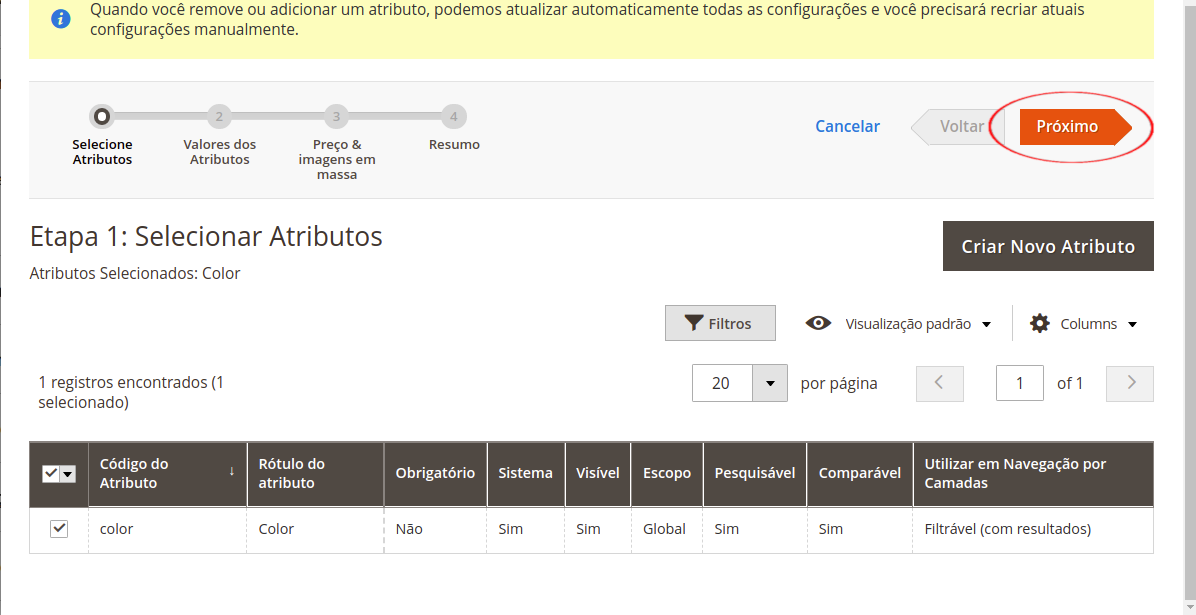 Quando você remove ou adicionar um atributo, podemos atualizar automaticamente todas as configurações e você precisará recriar atuais
configurações manualmente.
2
3
4
Selecione
Atributos
Valores dos
Atributos
Preço &
imagens em
massa
Resumo
Cancelar
Voltar
Próximo
Etapa 1: Selecionar Atributos
Criar Novo Atributo
Atributos Selecionados: Color
Filtros
Visualização padrão
Columns
1 registros encontrados (1
selecionado)
20
por página
1
of 1
Código do
Atributo
↓
Rótulo do
atributo
Obrigatório
Sistema
Visível
Escopo
Pesquisável
Comparável
Utilizar em Navegação por
Camadas
color
Color
Não
Sim
Sim
Global
Sim
Sim
Filtrável (com resultados)